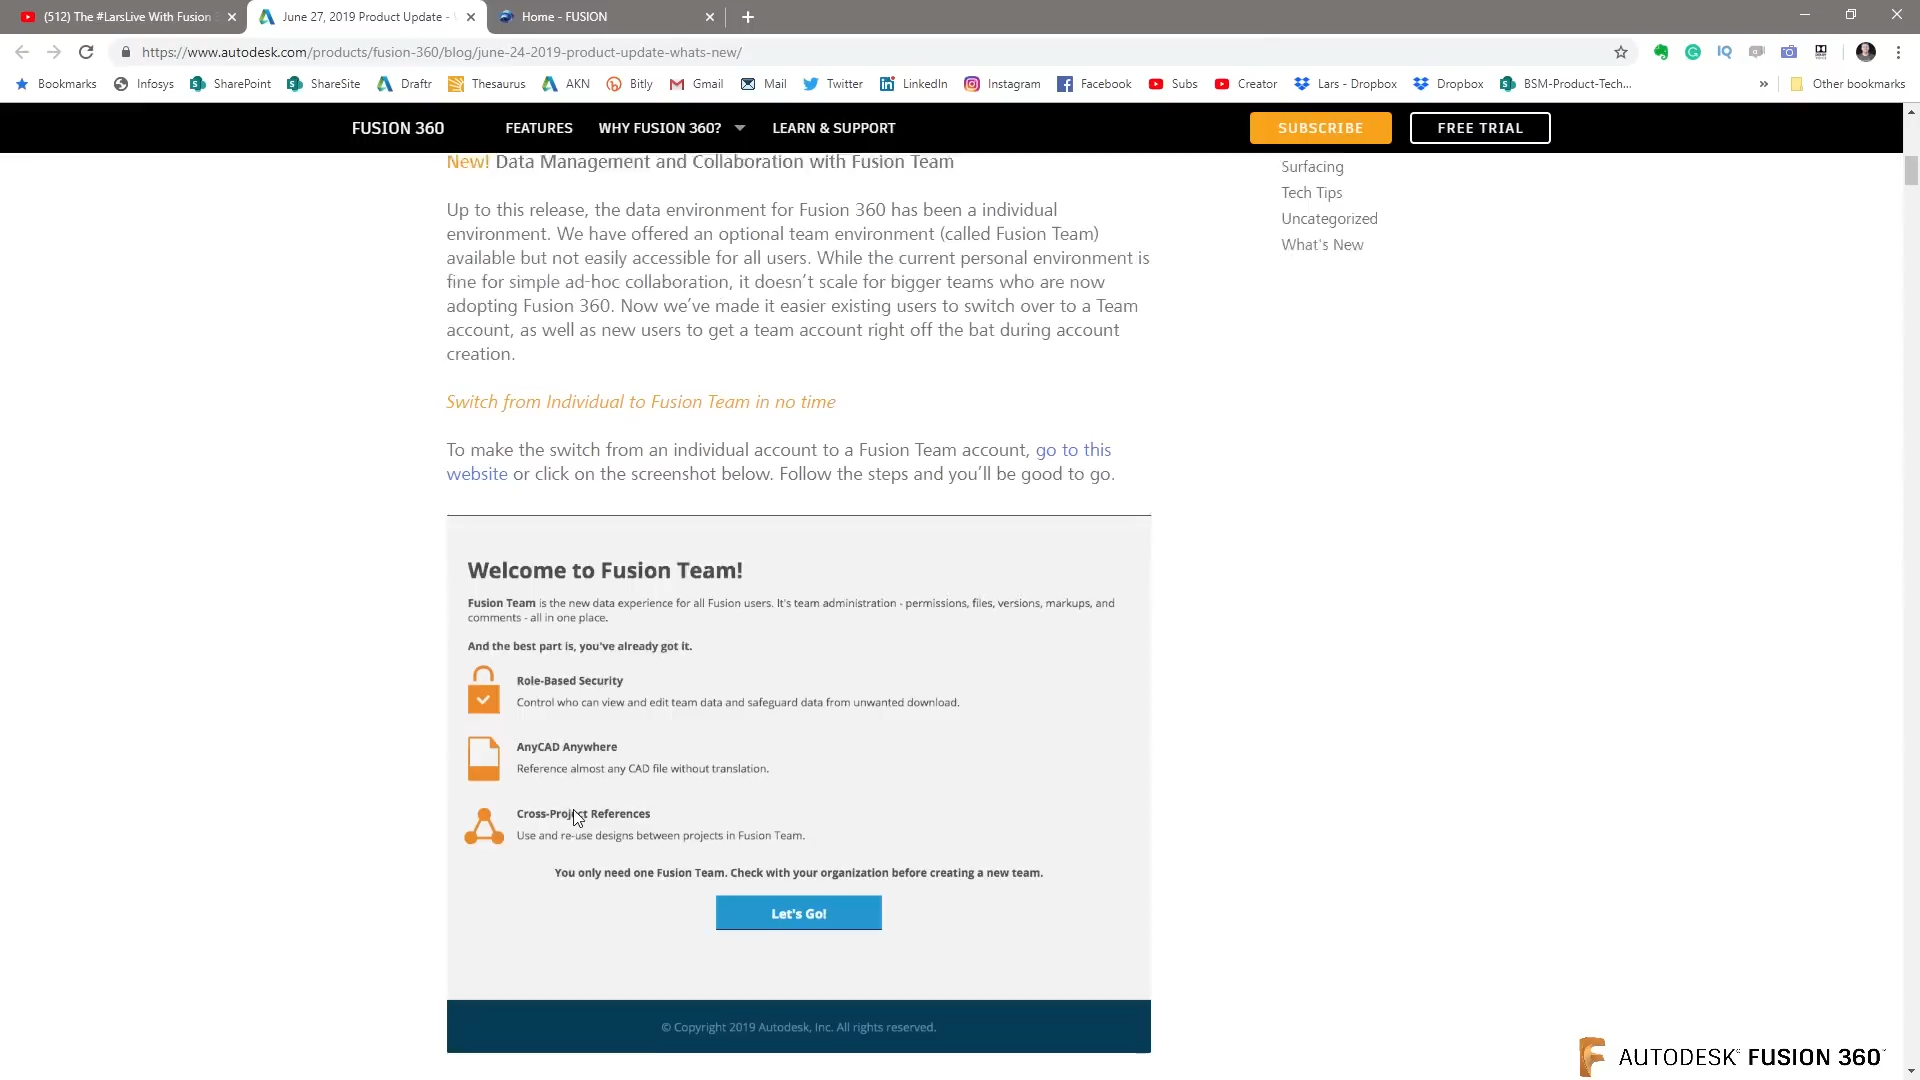 (512) The #LarsLive With Fusion
June 27, 2019 Product Update -
Home - FUSION
https://www.autodesk.com/products/fusion-360/blog/june-24-2019-product-update-whats-new/
Bookmarks Infosys SharePoint ShareSite Draftr Thesaurus AKN Bitly Gmail Mail Twitter LinkedIn Instagram Facebook Subs Creator Lars - Dropbox Dropbox BSM-Product-Tech... » Other bookmarks
FUSION 360 FEATURES WHY FUSION 360? LEARN & SUPPORT SUBSCRIBE FREE TRIAL
New! Data Management and Collaboration with Fusion Team
Up to this release, the data environment for Fusion 360 has been a individual
environment. We have offered an optional team environment (called Fusion Team)
available but not easily accessible for all users. While the current personal environment is
fine for simple ad-hoc collaboration, it doesn’t scale for bigger teams who are now
adopting Fusion 360. Now we’ve made it easier existing users to switch over to a Team
account, as well as new users to get a team account right off the bat during account
creation.
Switch from Individual to Fusion Team in no time
To make the switch from an individual account to a Fusion Team account, go to this
website or click on the screenshot below. Follow the steps and you’ll be good to go.
Welcome to Fusion Team!
Fusion Team is the new data experience for all Fusion users. It's team administration - permissions, files, versions, markups, and
comments - all in one place.
And the best part is, you've already got it.
Role-Based Security
Control who can view and edit team data and safeguard data from unwanted download.
AnyCAD Anywhere
Reference almost any CAD file without translation.
Cross-Project References
Use and re-use designs between projects in Fusion Team.
You only need one Fusion Team. Check with your organization before creating a new team.
Let's Go!
© Copyright 2019 Autodesk, Inc. All rights reserved.
Surfacing
Tech Tips
Uncategorized
What's New
AUTODESK® FUSION 360™